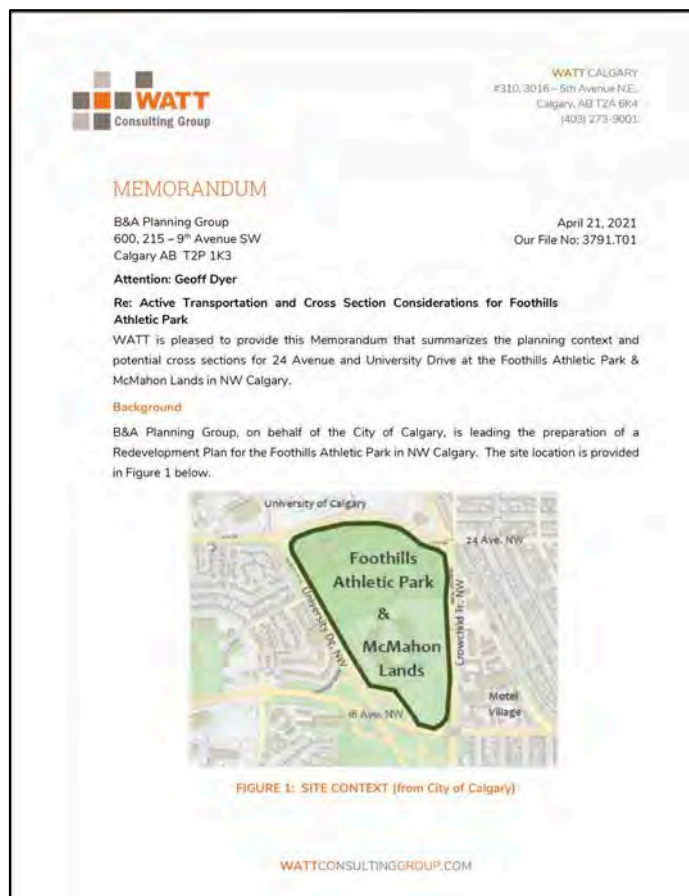 WATT
Consulting Group
WATT CALGARY
#310, 3016 – 5th Avenue N.E.
Calgary, AB T2A 6K4
(403) 273-9001
MEMORANDUM
B&A Planning Group
600, 215 – 9th Avenue SW
Calgary AB T2P 1K3
April 21, 2021
Our File No: 3791.T01
Attention: Geoff Dyer
Re: Active Transportation and Cross Section Considerations for Foothills
Athletic Park
WATT is pleased to provide this Memorandum that summarizes the planning context and
potential cross sections for 24 Avenue and University Drive at the Foothills Athletic Park &
McMahon Lands in NW Calgary.
Background
B&A Planning Group, on behalf of the City of Calgary, is leading the preparation of a
Redevelopment Plan for the Foothills Athletic Park in NW Calgary. The site location is provided
in Figure 1 below.
University of Calgary
24 Ave. NW
Foothills
Athletic Park
&
McMahon
Lands
University Dr. NW
Crowchild Tr. NW
Motel
Village
16 Ave. NW
FIGURE 1: SITE CONTEXT (from City of Calgary)
WATTCONSULTINGGROUP.COM